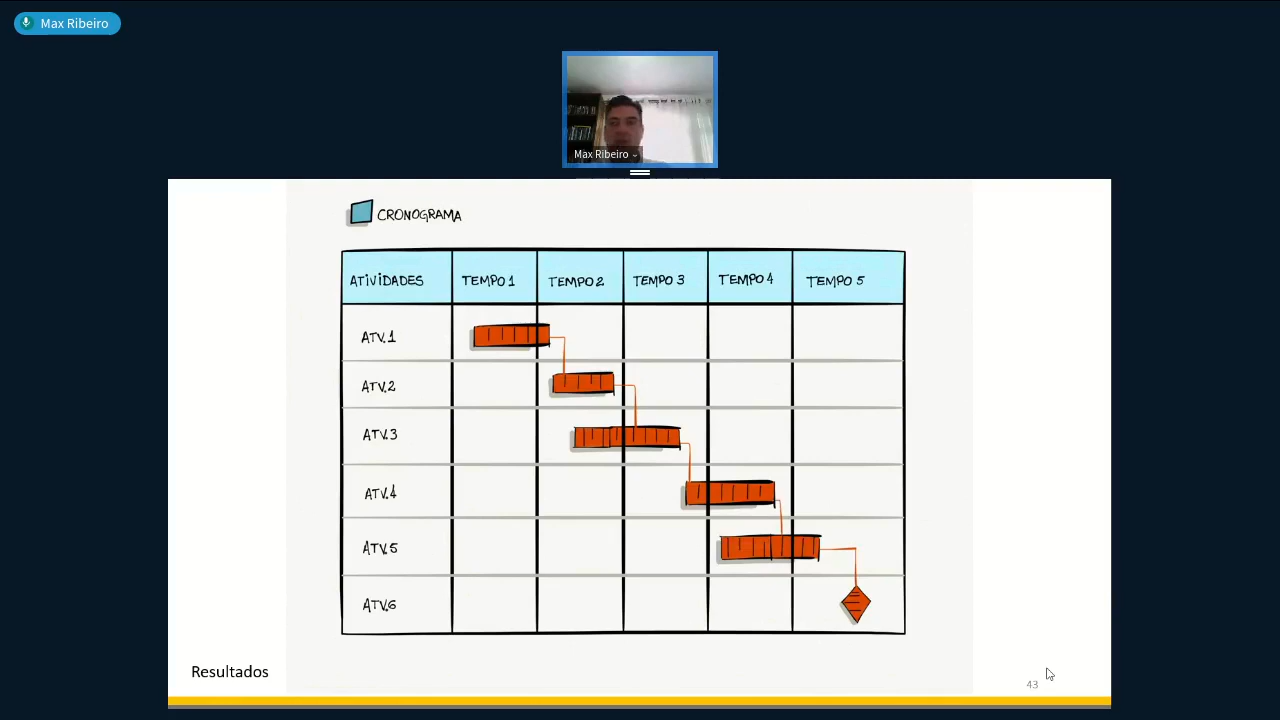 Max Ribeiro
Max Ribeiro
CRONOGRAMA
ATIVIDADES TEMPO 1 TEMPO 2 TEMPO 3 TEMPO 4 TEMPO 5
ATV.1
ATV.2
ATV.3
ATV.4
ATV.5
ATV.6
Resultados
43